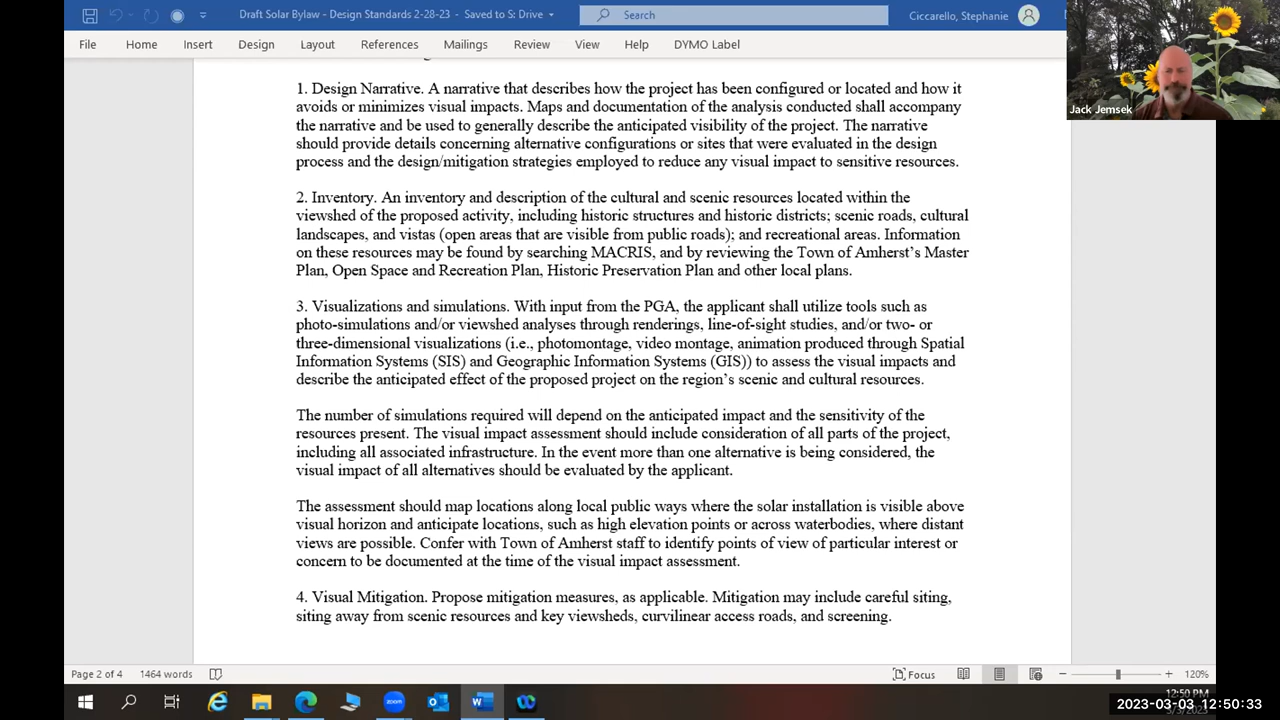 Draft Solar Bylaw - Design Standards 2-28-23 - Saved to S: Drive
Search
Ciccarello, Stephanie
File Home Insert Design Layout References Mailings Review View Help DYMO Label
Jack Jemsek
1. Design Narrative. A narrative that describes how the project has been configured or located and how it
avoids or minimizes visual impacts. Maps and documentation of the analysis conducted shall accompany
the narrative and be used to generally describe the anticipated visibility of the project. The narrative
should provide details concerning alternative configurations or sites that were evaluated in the design
process and the design/mitigation strategies employed to reduce any visual impact to sensitive resources.
2. Inventory. An inventory and description of the cultural and scenic resources located within the
viewshed of the proposed activity, including historic structures and historic districts; scenic roads, cultural
landscapes, and vistas (open areas that are visible from public roads); and recreational areas. Information
on these resources may be found by searching MACRIS, and by reviewing the Town of Amherst's Master
Plan, Open Space and Recreation Plan, Historic Preservation Plan and other local plans.
3. Visualizations and simulations. With input from the PGA, the applicant shall utilize tools such as
photo-simulations and/or viewshed analyses through renderings, line-of-sight studies, and/or two- or
three-dimensional visualizations (i.e., photomontage, video montage, animation produced through Spatial
Information Systems (SIS) and Geographic Information Systems (GIS)) to assess the visual impacts and
describe the anticipated effect of the proposed project on the region's scenic and cultural resources.
The number of simulations required will depend on the anticipated impact and the sensitivity of the
resources present. The visual impact assessment should include consideration of all parts of the project,
including all associated infrastructure. In the event more than one alternative is being considered, the
visual impact of all alternatives should be evaluated by the applicant.
The assessment should map locations along local public ways where the solar installation is visible above
visual horizon and anticipate locations, such as high elevation points or across waterbodies, where distant
views are possible. Confer with Town of Amherst staff to identify points of view of particular interest or
concern to be documented at the time of the visual impact assessment.
4. Visual Mitigation. Propose mitigation measures, as applicable. Mitigation may include careful siting,
siting away from scenic resources and key viewsheds, curvilinear access roads, and screening.
Page 2 of 4 1464 words Focus 120%
zoom
12:50 PM
2023-03-03 12:50:33